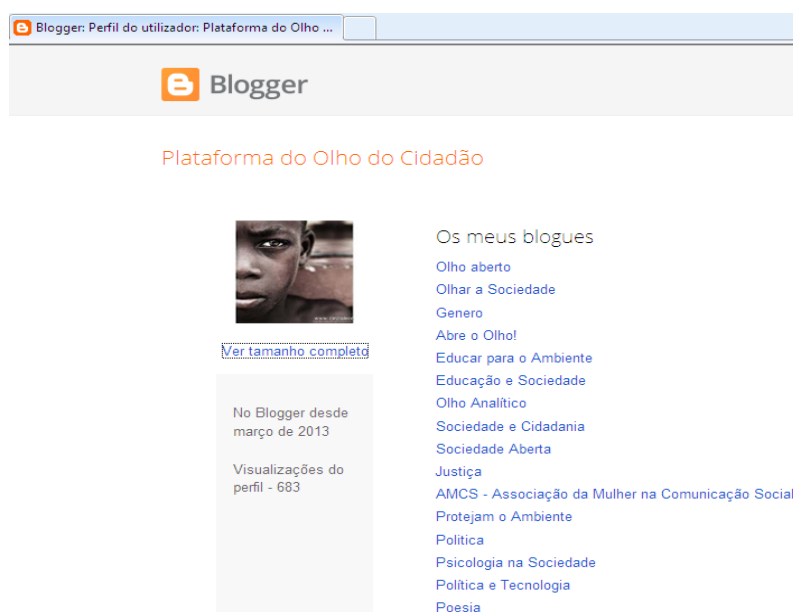 Blogger: Perfil do utilizador: Plataforma do Olho ...
Blogger
Plataforma do Olho do Cidadão
Ver tamanho completo
No Blogger desde
março de 2013
Visualizações do
perfil - 683
Os meus blogues
Olho aberto
Olhar a Sociedade
Genero
Abre o Olho!
Educar para o Ambiente
Educação e Sociedade
Olho Analítico
Sociedade e Cidadania
Sociedade Aberta
Justiça
AMCS - Associação da Mulher na Comunicação Social
Protejam o Ambiente
Politica
Psicologia na Sociedade
Política e Tecnologia
Poesia